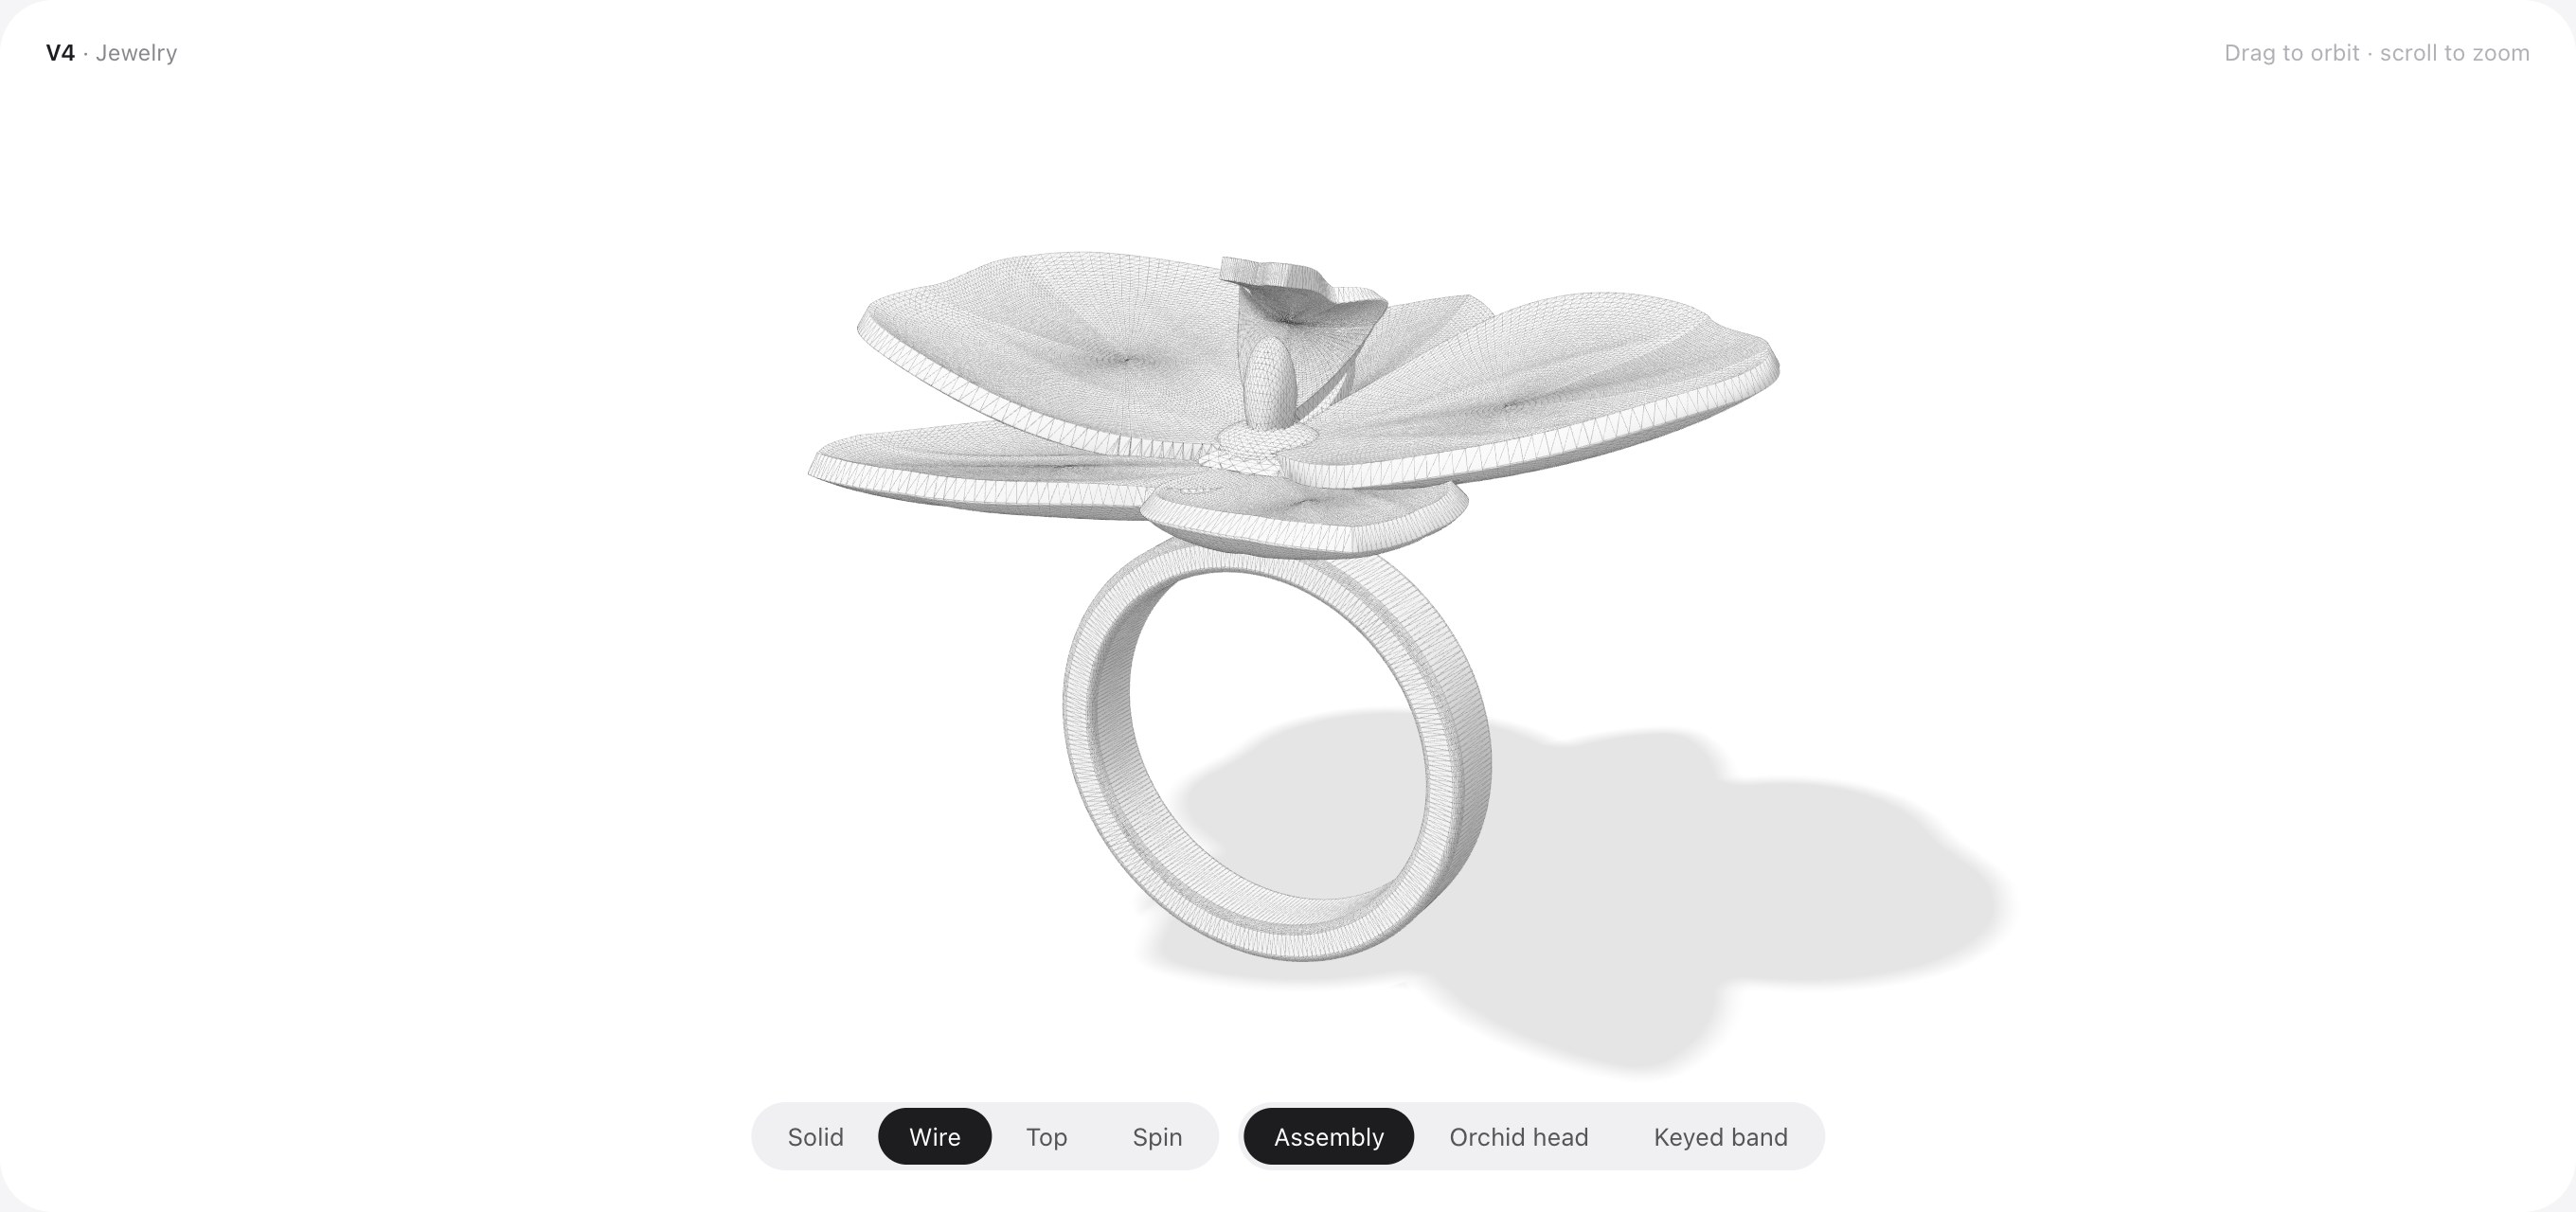 V4 · Jewelry
Drag to orbit · scroll to zoom
Solid Wire Top Spin Assembly Orchid head Keyed band